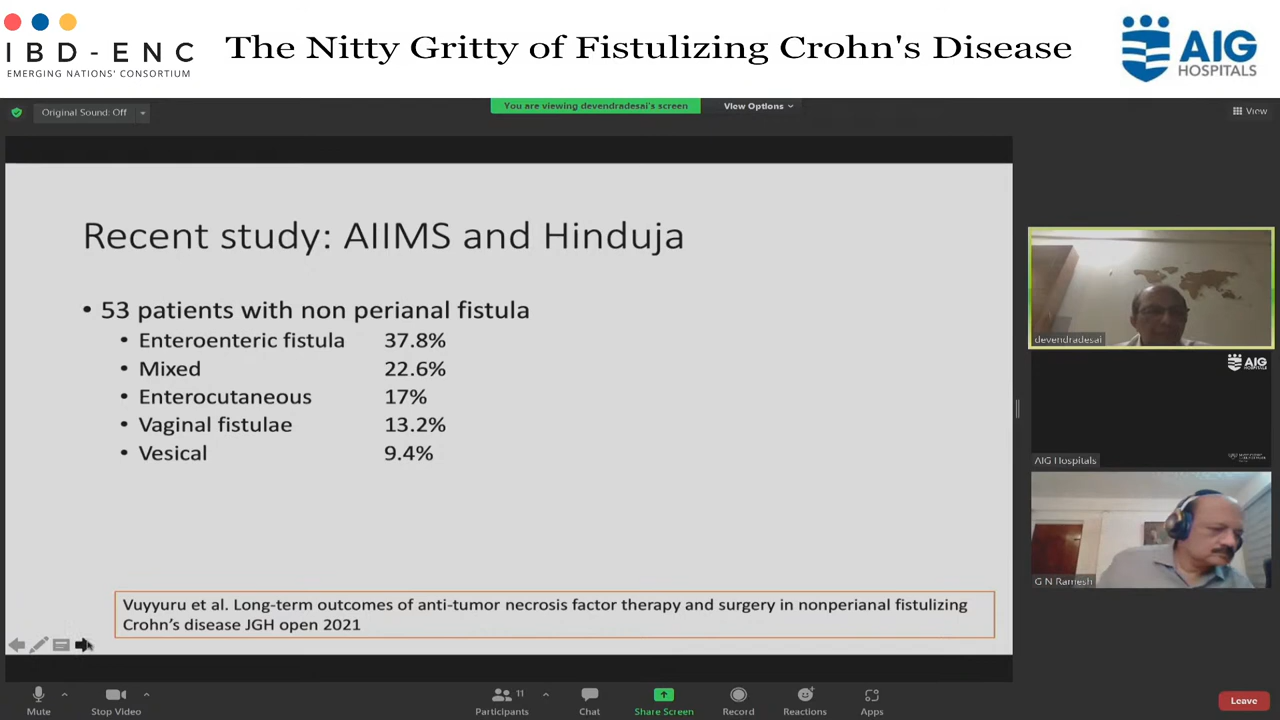 IBD-ENC
EMERGING NATIONS' CONSORTIUM
The Nitty Gritty of Fistulizing Crohn's Disease
AIG
HOSPITALS
Original Sound: Off
You are viewing devendradesai's screen
View Options
View
Recent study: AIIMS and Hinduja
• 53 patients with non perianal fistula
• Enteroenteric fistula 37.8%
• Mixed 22.6%
• Enterocutaneous 17%
• Vaginal fistulae 13.2%
• Vesical 9.4%
Vuyyuru et al. Long-term outcomes of anti-tumor necrosis factor therapy and surgery in nonperianal fistulizing
Crohn's disease JGH open 2021
devendradesai
AIG
HOSPITALS
AIG Hospitals
G N Ramesh
Mute
Stop Video
Participants
11
Chat
Share Screen
Record
Reactions
Apps
Leave